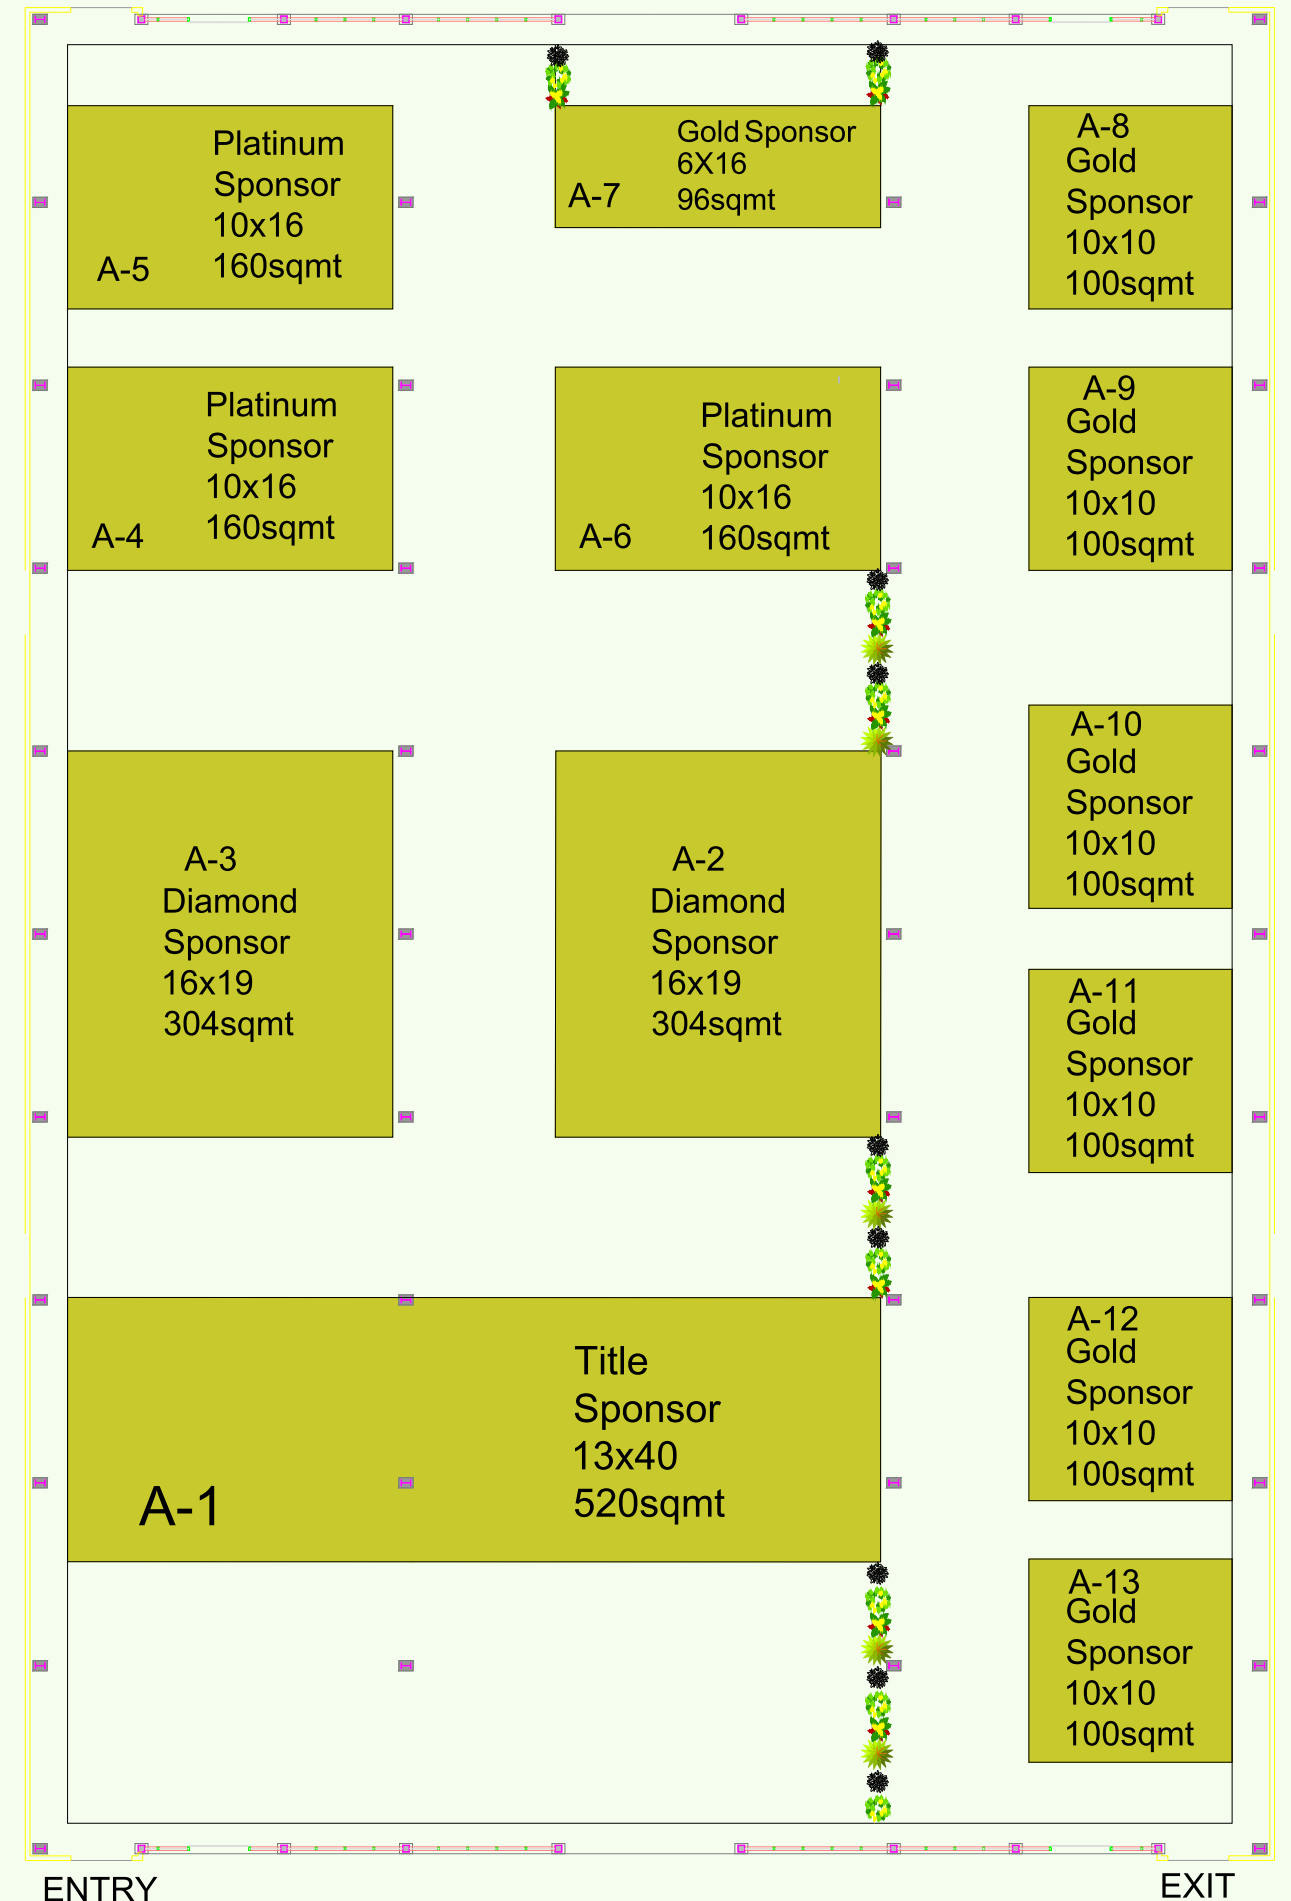 Platinum
Sponsor
10x16
160sqmt
A-5
Gold Sponsor
6X16
96sqmt
A-7
A-8
Gold
Sponsor
10x10
100sqmt
Platinum
Sponsor
10x16
160sqmt
A-4
Platinum
Sponsor
10x16
160sqmt
A-6
A-9
Gold
Sponsor
10x10
100sqmt
A-3
Diamond
Sponsor
16x19
304sqmt
A-2
Diamond
Sponsor
16x19
304sqmt
A-10
Gold
Sponsor
10x10
100sqmt
A-11
Gold
Sponsor
10x10
100sqmt
Title
Sponsor
13x40
520sqmt
A-1
A-12
Gold
Sponsor
10x10
100sqmt
A-13
Gold
Sponsor
10x10
100sqmt
ENTRY
EXIT